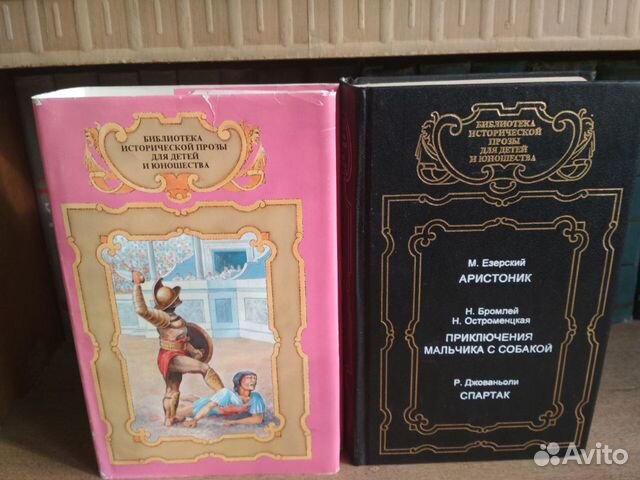 БИБЛИОТЕКА
ИСТОРИЧЕСКОЙ ПРОЗЫ
ДЛЯ ДЕТЕЙ
И ЮНОШЕСТВА
БИБЛИОТЕКА
ИСТОРИЧЕСКОЙ
ПРОЗЫ
ДЛЯ ДЕТЕЙ
И ЮНОШЕСТВА
М. Езерский
АРИСТОНИК
Н. Бромлей
Н. Остроменцкая
ПРИКЛЮЧЕНИЯ
МАЛЬЧИКА С СОБАКОЙ
Р. Джованьоли
СПАРТАК
Avito